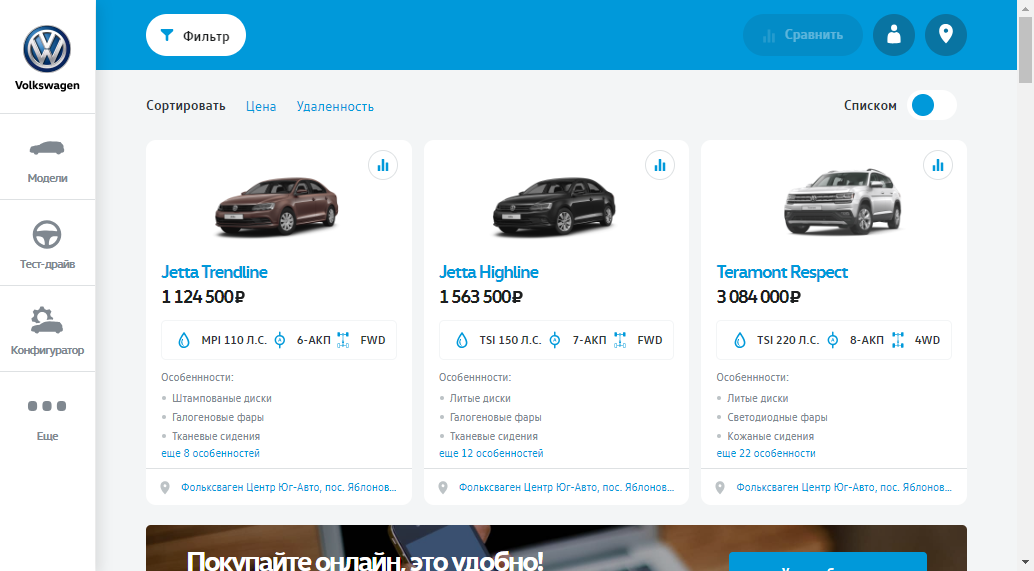 Фильтр
Сравнить
Volkswagen
Сортировать Цена Удаленность
Списком
Модели
Тест-драйв
Конфигуратор
Еще
Jetta Trendline
1 124 500₽
MPI 110 Л.С. 6-АКП FWD
Особеннности:
Штампованые диски
Галогеновые фары
Тканевые сидения
еще 8 особенностей
Фольксваген Центр Юг-Авто, пос. Яблонов...
Jetta Highline
1 563 500₽
TSI 150 Л.С. 7-АКП FWD
Особеннности:
Литые диски
Галогеновые фары
Тканевые сидения
еще 12 особенностей
Фольксваген Центр Юг-Авто, пос. Яблонов...
Teramont Respect
3 084 000₽
TSI 220 Л.С. 8-АКП 4WD
Особеннности:
Литые диски
Светодиодные фары
Кожаные сидения
еще 22 особенности
Фольксваген Центр Юг-Авто, пос. Яблонов...
Покупайте онлайн, это удобно!